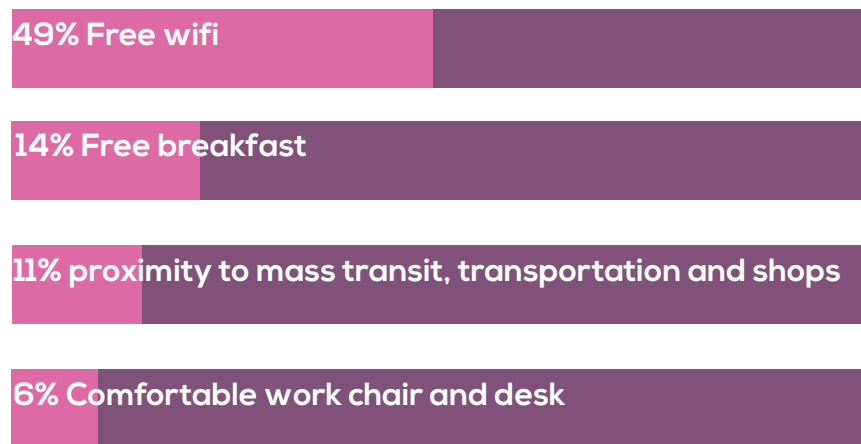 49% Free wifi
14% Free breakfast
11% proximity to mass transit, transportation and shops
6% Comfortable work chair and desk